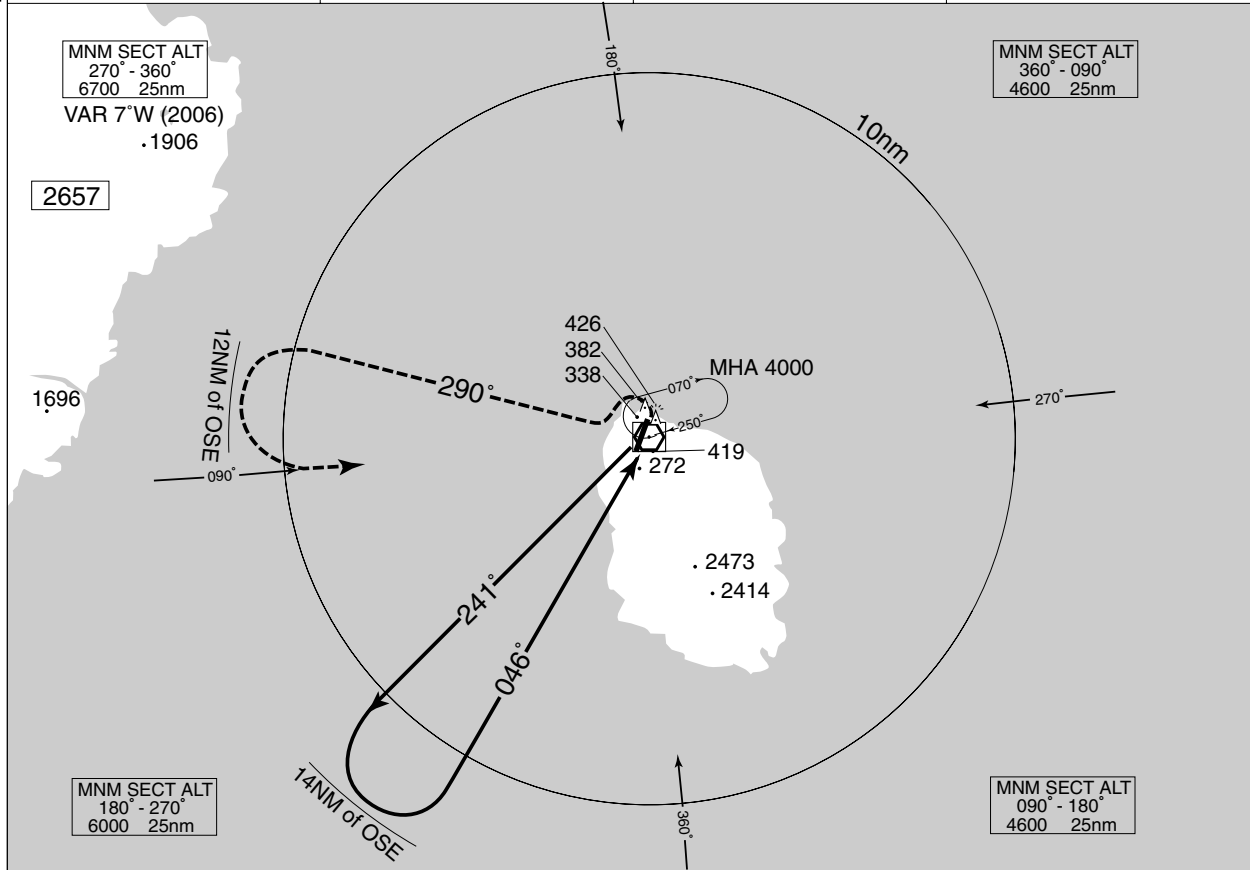 MNM SECT ALT
270° - 360°
6700 25nm
VAR 7°W (2006)
1906
2657
180°
10nm
MNM SECT ALT
360° - 090°
4600 25nm
426
382
338
MHA 4000
070°
250°
290°
270°
12NM of OSE
1696
090°
419
272
2473
2414
241°
046°
14NM of OSE
360°
MNM SECT ALT
180° - 270°
6000 25nm
MNM SECT ALT
090° - 180°
4600 25nm